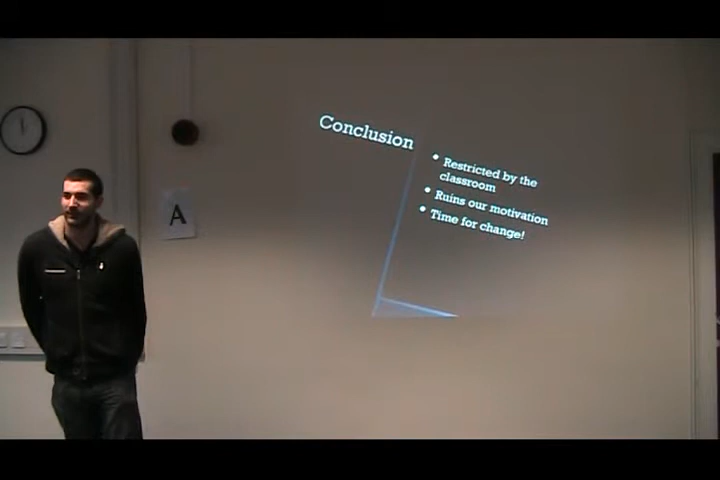 A
Conclusion
• Restricted by the
classroom
• Ruins our motivation
• Time for change!